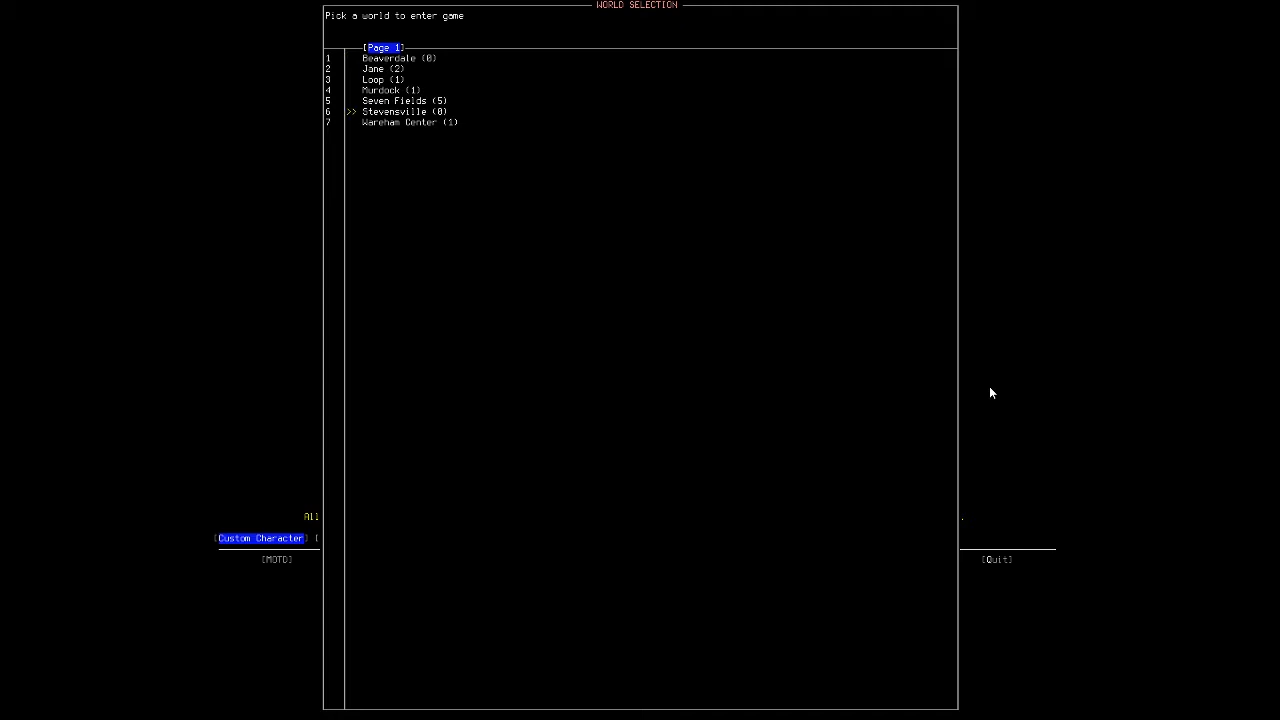 WORLD SELECTION
Pick a world to enter game
[Page 1]
1 Beaverdale (0)
2 Jane (2)
3 Loop (1)
4 Murdock (1)
5 Seven Fields (5)
6 >> Stevensville (0)
7 Wareham Center (1)
All .
[Custom Character] [
[MOTD] [Quit]